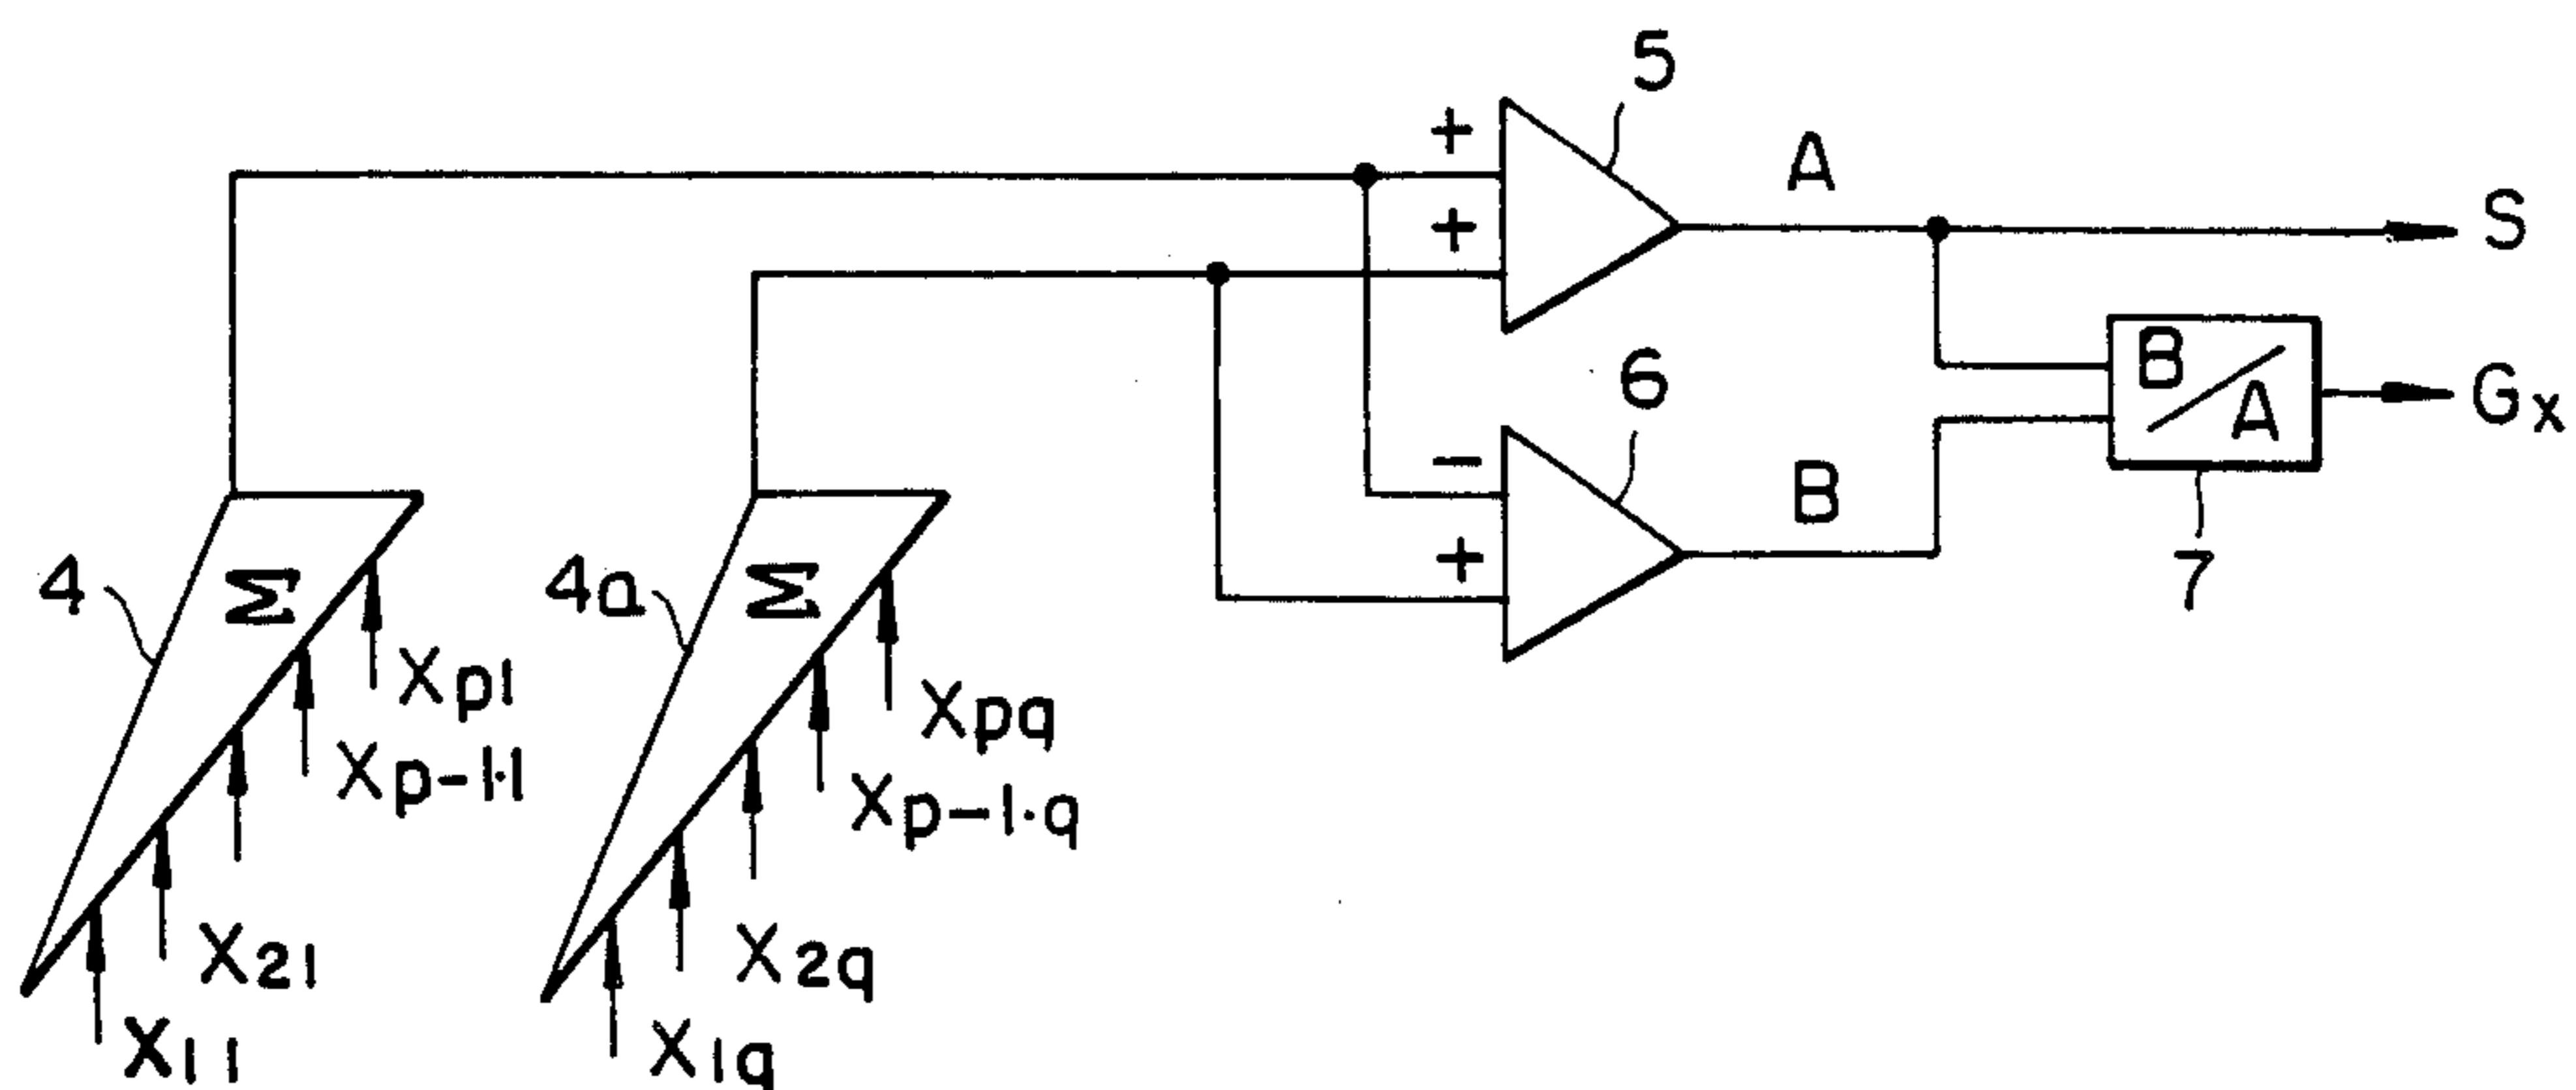 5
+
A
+
S
6
B/A
Gx
−
B
+
7
4
Σ
4a
Σ
Xp1
Xpq
Xp−1·1
Xp−1·q
X21
X2q
X11
X1q